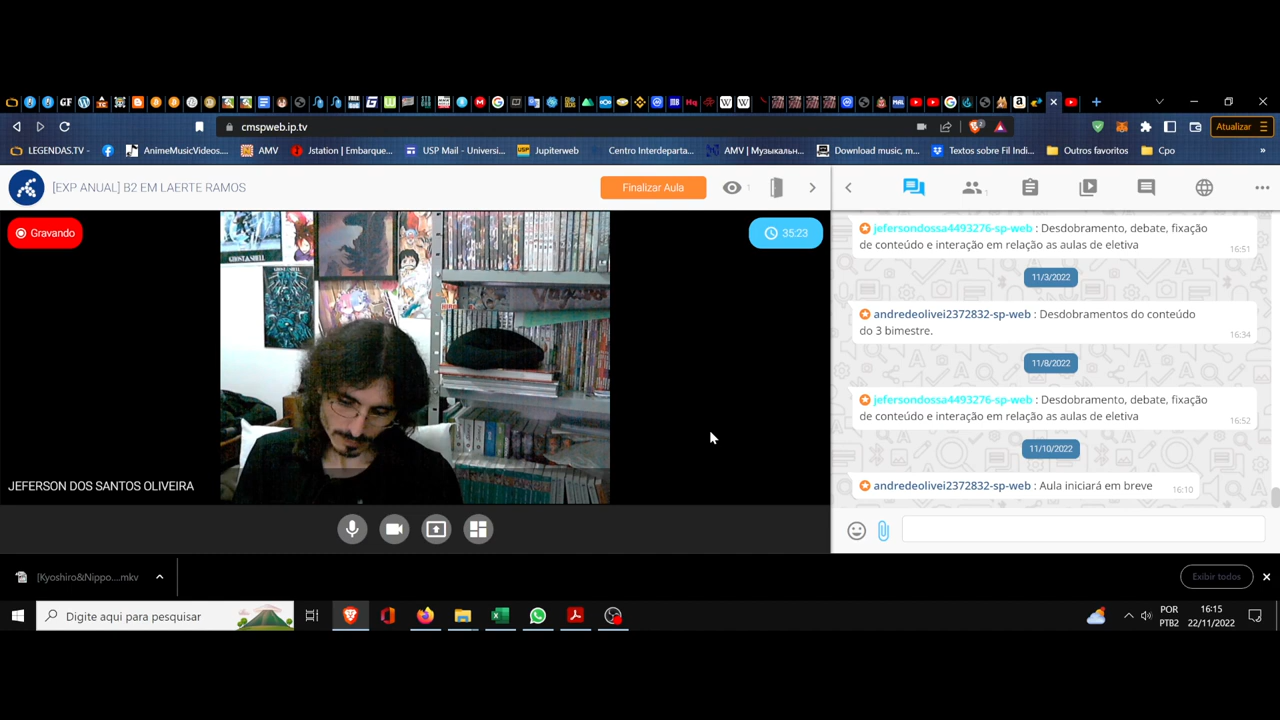 cmspweb.ip.tv
Atualizar
LEGENDAS.TV
AnimeMusicVideos...
AMV
Jstation | Embarque...
USP Mail - Universi...
Jupiterweb
Centro Interdeparta...
AMV | Музыкальн...
Download music, m...
Textos sobre Fil Indi...
Outros favoritos
Cpo
[EXP ANUAL] B2 EM LAERTE RAMOS
Finalizar Aula
1
1
Gravando
35:23
JEFERSON DOS SANTOS OLIVEIRA
jefersondossa4493276-sp-web : Desdobramento, debate, fixação
de conteúdo e interação em relação as aulas de eletiva
16:51
11/3/2022
andredeolivei2372832-sp-web : Desdobramentos do conteúdo
do 3 bimestre.
16:34
11/8/2022
jefersondossa4493276-sp-web : Desdobramento, debate, fixação
de conteúdo e interação em relação as aulas de eletiva
16:52
11/10/2022
andredeolivei2372832-sp-web : Aula iniciará em breve
16:10
[Kyoshiro&Nippo....mkv
Exibir todos
Digite aqui para pesquisar
POR
PTB2
16:15
22/11/2022